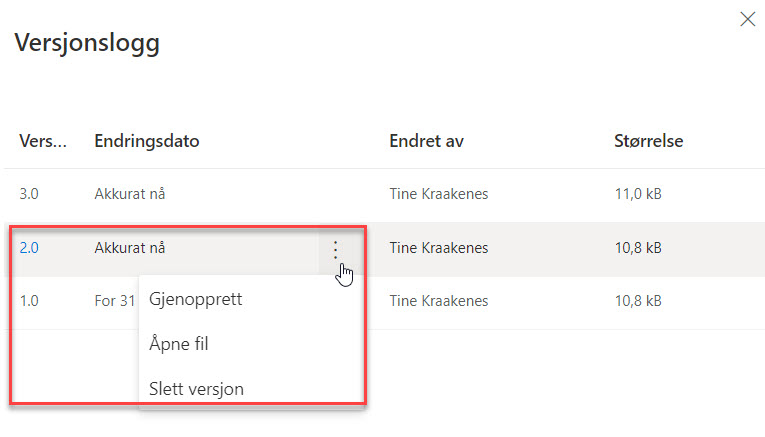 Versjonslogg
Vers... Endringsdato Endret av Størrelse
3.0 Akkurat nå Tine Kraakenes 11,0 kB
2.0 Akkurat nå Tine Kraakenes 10,8 kB
1.0 For 31 Tine Kraakenes 10,8 kB
Gjenopprett
Åpne fil
Slett versjon